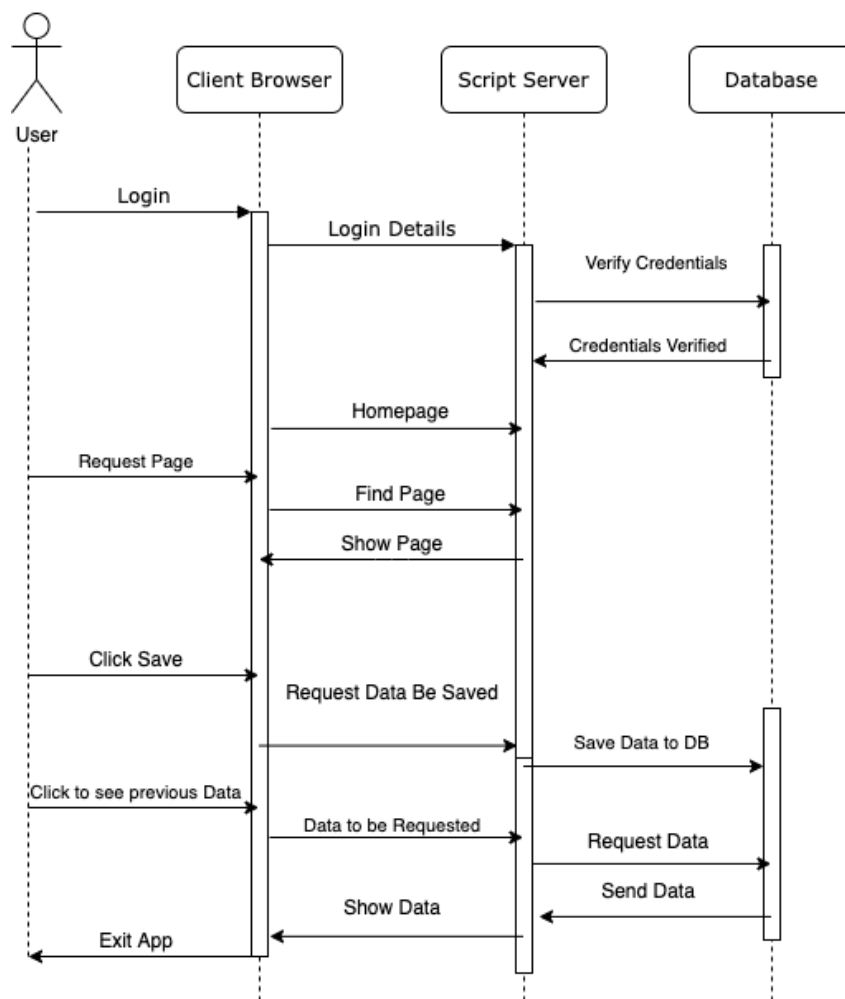 Client Browser
Script Server
Database
User
Login
Login Details
Verify Credentials
Credentials Verified
Homepage
Request Page
Find Page
Show Page
Click Save
Request Data Be Saved
Save Data to DB
Click to see previous Data
Data to be Requested
Request Data
Send Data
Show Data
Exit App